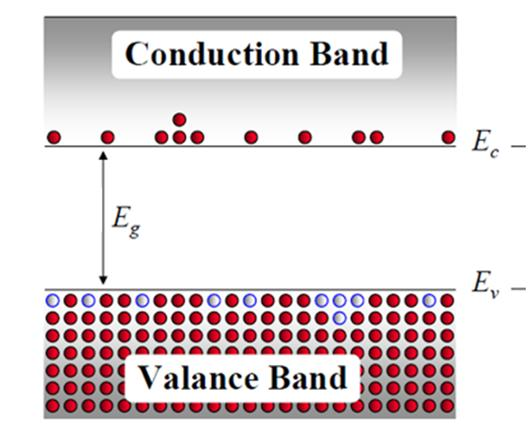 Conduction Band
E_c
E_g
E_v
Valance Band